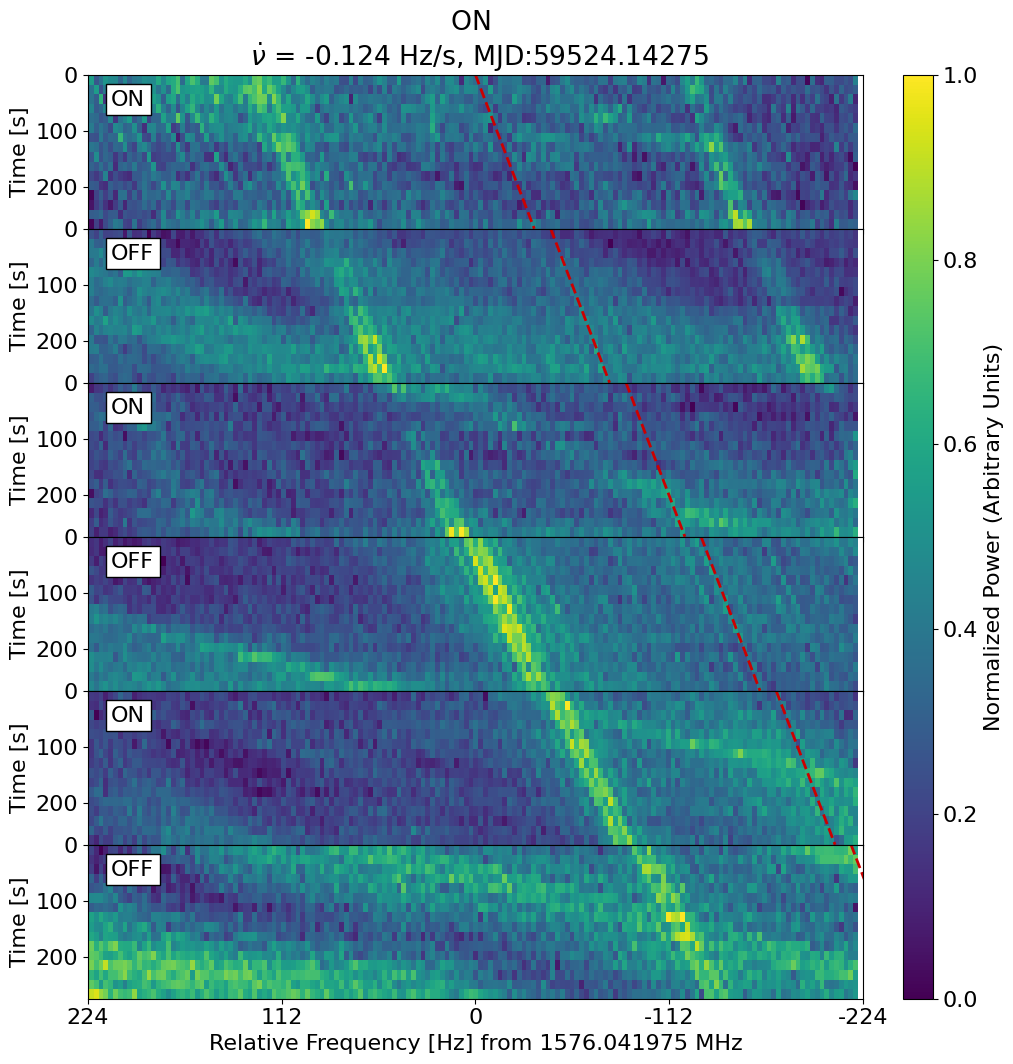 ON
ν̇ = -0.124 Hz/s, MJD:59524.14275
0
100
200
Time [s]
ON
0
100
200
Time [s]
OFF
0
100
200
Time [s]
ON
0
100
200
Time [s]
OFF
0
100
200
Time [s]
ON
0
100
200
Time [s]
OFF
224 112 0 -112 -224
Relative Frequency [Hz] from 1576.041975 MHz
1.0
0.8
0.6
0.4
0.2
0.0
Normalized Power (Arbitrary Units)